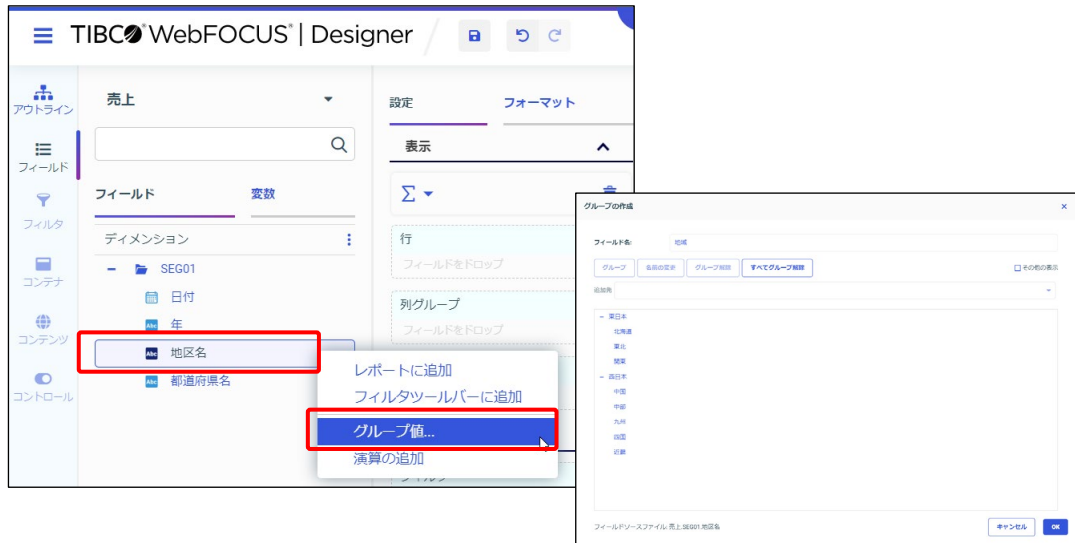 TIBCO® WebFOCUS® | Designer
アウトライン
フィールド
フィルタ
コンテナ
コンテンツ
コントロール
売上
フィールド
変数
ディメンション
SEG01
日付
Abc 年
Abc 地区名
Abc 都道府県名
設定
フォーマット
表示
Σ
行
フィールドをドロップ
列グループ
フィールドをドロップ
レポートに追加
フィルタツールバーに追加
グループ値...
演算の追加
グループの作成
フィールド名:
地域
グループ
名前の変更
グループ解除
すべてグループ解除
その他の表示
追加先
東日本
北海道
東北
関東
西日本
中国
中部
九州
四国
近畿
フィールドソースファイル: 売上.SEG01.地区名
キャンセル
OK